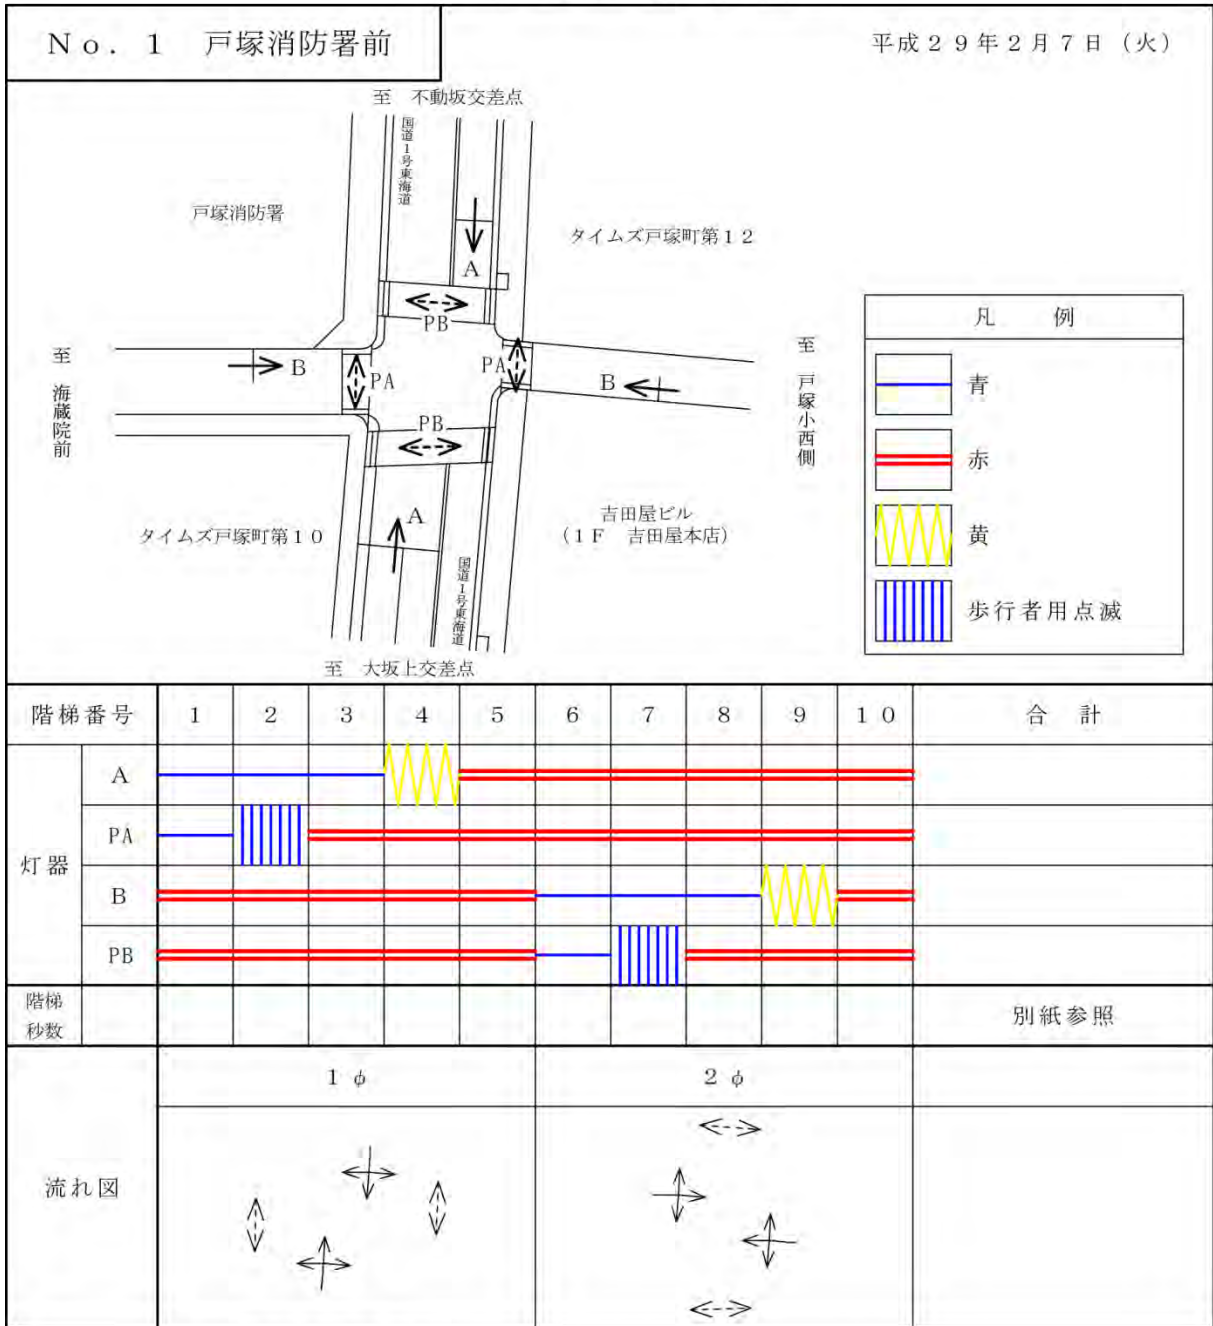 Ｎｏ．１　戸塚消防署前
平成２９年２月７日（火）
至　不動坂交差点
国道１号東海道
戸塚消防署
タイムズ戸塚町第１２
A
PB
至　海蔵院前
B
PA
PA
B
至　戸塚小西側
PB
タイムズ戸塚町第１０
A
吉田屋ビル
（１Ｆ　吉田屋本店）
国道１号東海道
至　大坂上交差点
凡　例
青
赤
黄
歩行者用点滅
階梯番号　１　２　３　４　５　６　７　８　９　１０　合　計
灯器
A
PA
B
PB
階梯
秒数
別紙参照
１φ　２φ
流れ図